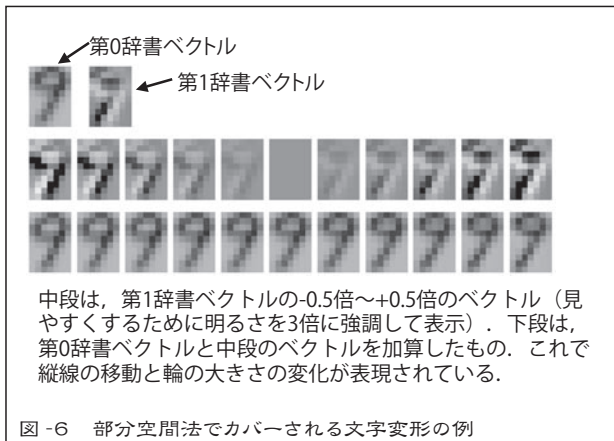 第0辞書ベクトル
第1辞書ベクトル
中段は，第1辞書ベクトルの-0.5倍～+0.5倍のベクトル（見
やすくするために明るさを3倍に強調して表示）．下段は，
第0辞書ベクトルと中段のベクトルを加算したもの．これで
縦線の移動と輪の大きさの変化が表現されている．
図-6　部分空間法でカバーされる文字変形の例